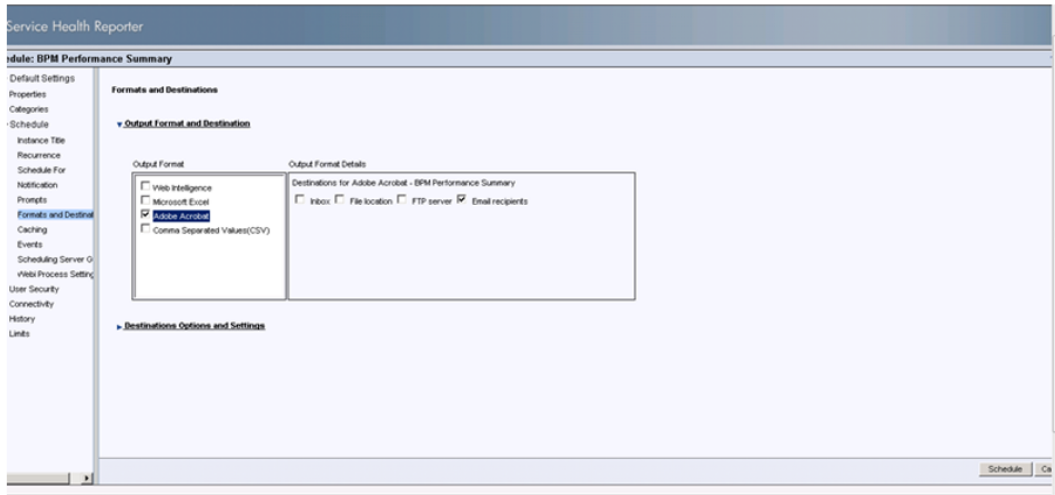 Service Health Reporter
edule: BPM Performance Summary
Default Settings
Properties
Categories
Schedule
Instance Title
Recurrence
Schedule For
Notification
Prompts
Formats and Destinat
Caching
Events
Scheduling Server G
Webi Process Setting
User Security
Connectivity
History
Limits
Formats and Destinations
Output Format and Destination
Output Format
Web Intelligence
Microsoft Excel
Adobe Acrobat
Comma Separated Values(CSV)
Output Format Details
Destinations for Adobe Acrobat - BPM Performance Summary
Inbox File location FTP server Email recipients
Destinations Options and Settings
Schedule Ca